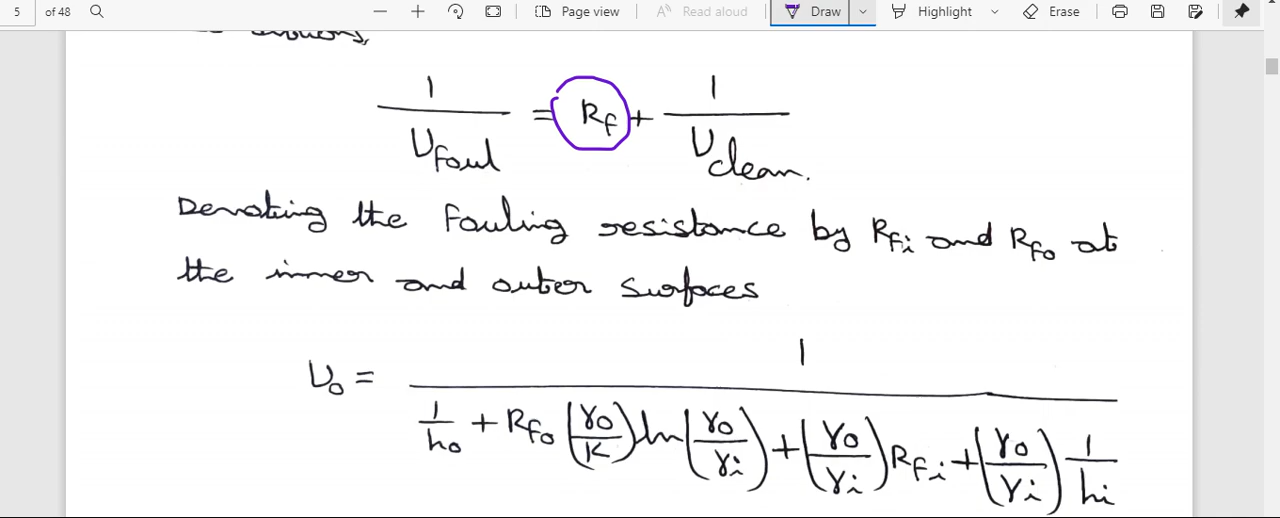 5 of 48 Page view Read aloud Draw Highlight Erase
1/U_foul = R_f + 1/U_clean.
Denoting the fouling resistance by R_fi and R_fo at
the inner and outer surfaces
U_o = 1/(1/h_o + R_fo (r_o/K) ln(r_o/r_i) + (r_o/r_i) R_fi + (r_o/r_i) 1/h_i)